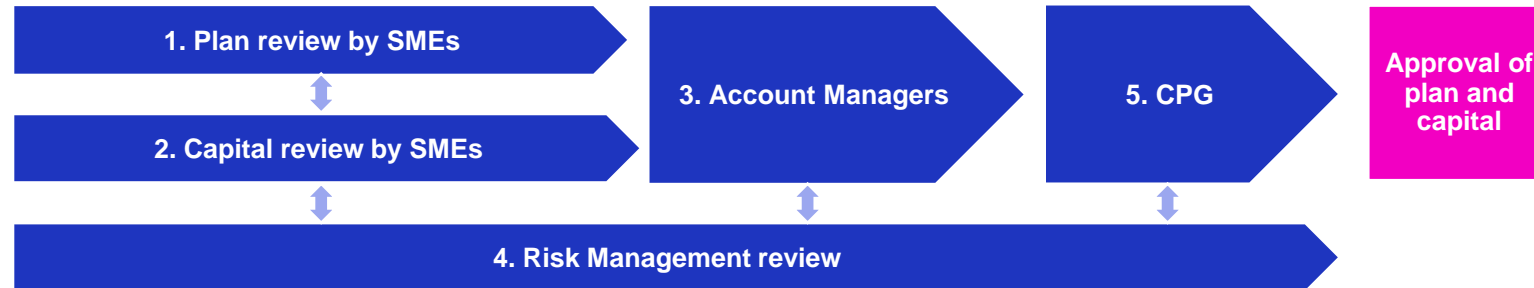 1. Plan review by SMEs
2. Capital review by SMEs
3. Account Managers
5. CPG
Approval of
plan and
capital
4. Risk Management review